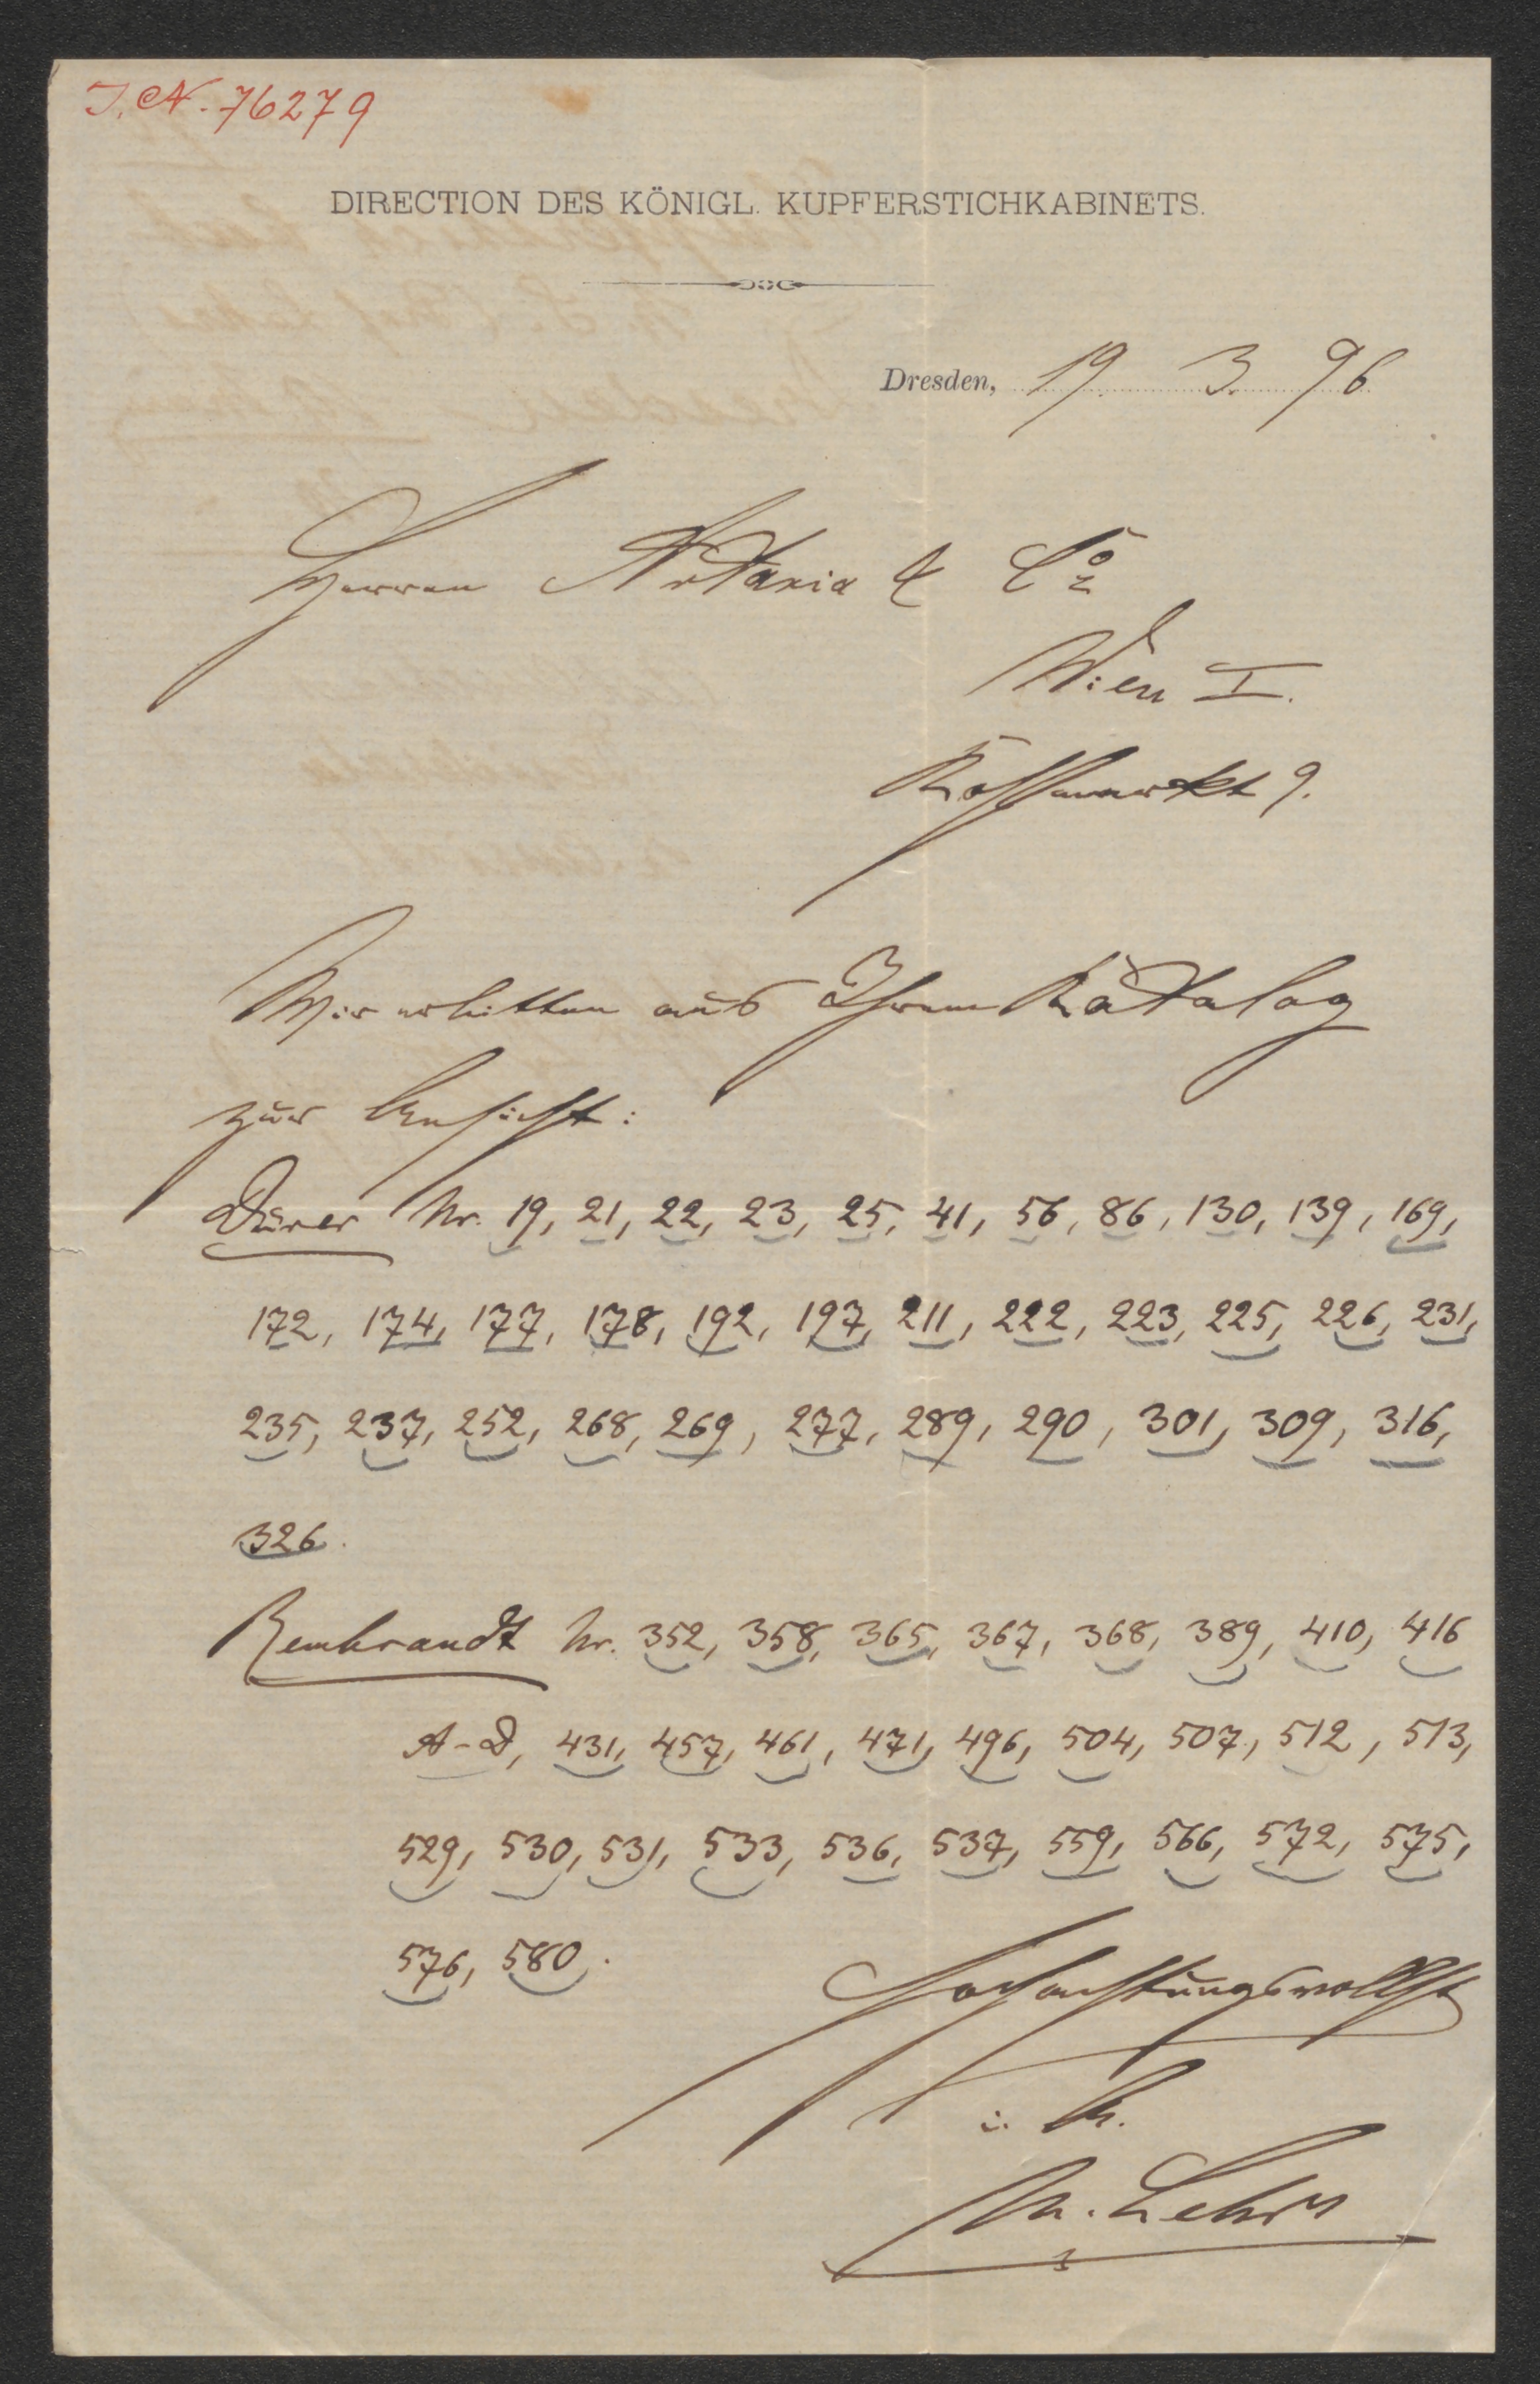 I. N. 76279
DIRECTION DES KÖNIGL. KUPFERSTICHKABINETS.
Dresden, 19. 3. 96
Herren Artaria & Co
Wien I.
Kohlmarkt 9.
Wir erbitten aus Ihrem Katalog
zur Ansicht:
Dürer Nr. 19, 21, 22, 23, 25, 41, 56, 86, 130, 139, 169,
172, 174, 177, 178, 192, 197, 211, 222, 223, 225, 226, 231,
235, 237, 252, 268, 269, 277, 289, 290, 301, 309, 316,
326.
Rembrandt Nr. 352, 358, 365, 367, 368, 389, 410, 416
A-D, 431, 457, 461, 471, 496, 504, 507, 512, 513,
529, 530, 531, 533, 536, 537, 559, 566, 572, 575,
576, 580.
Hochachtungsvollst
i. V.
M. Lehrs